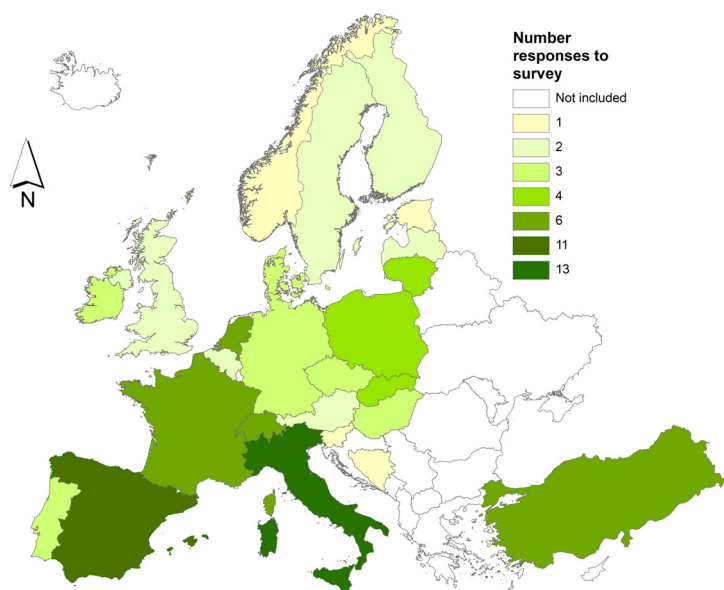 Number
responses to
survey
Not included
1
2
3
4
6
11
13
N